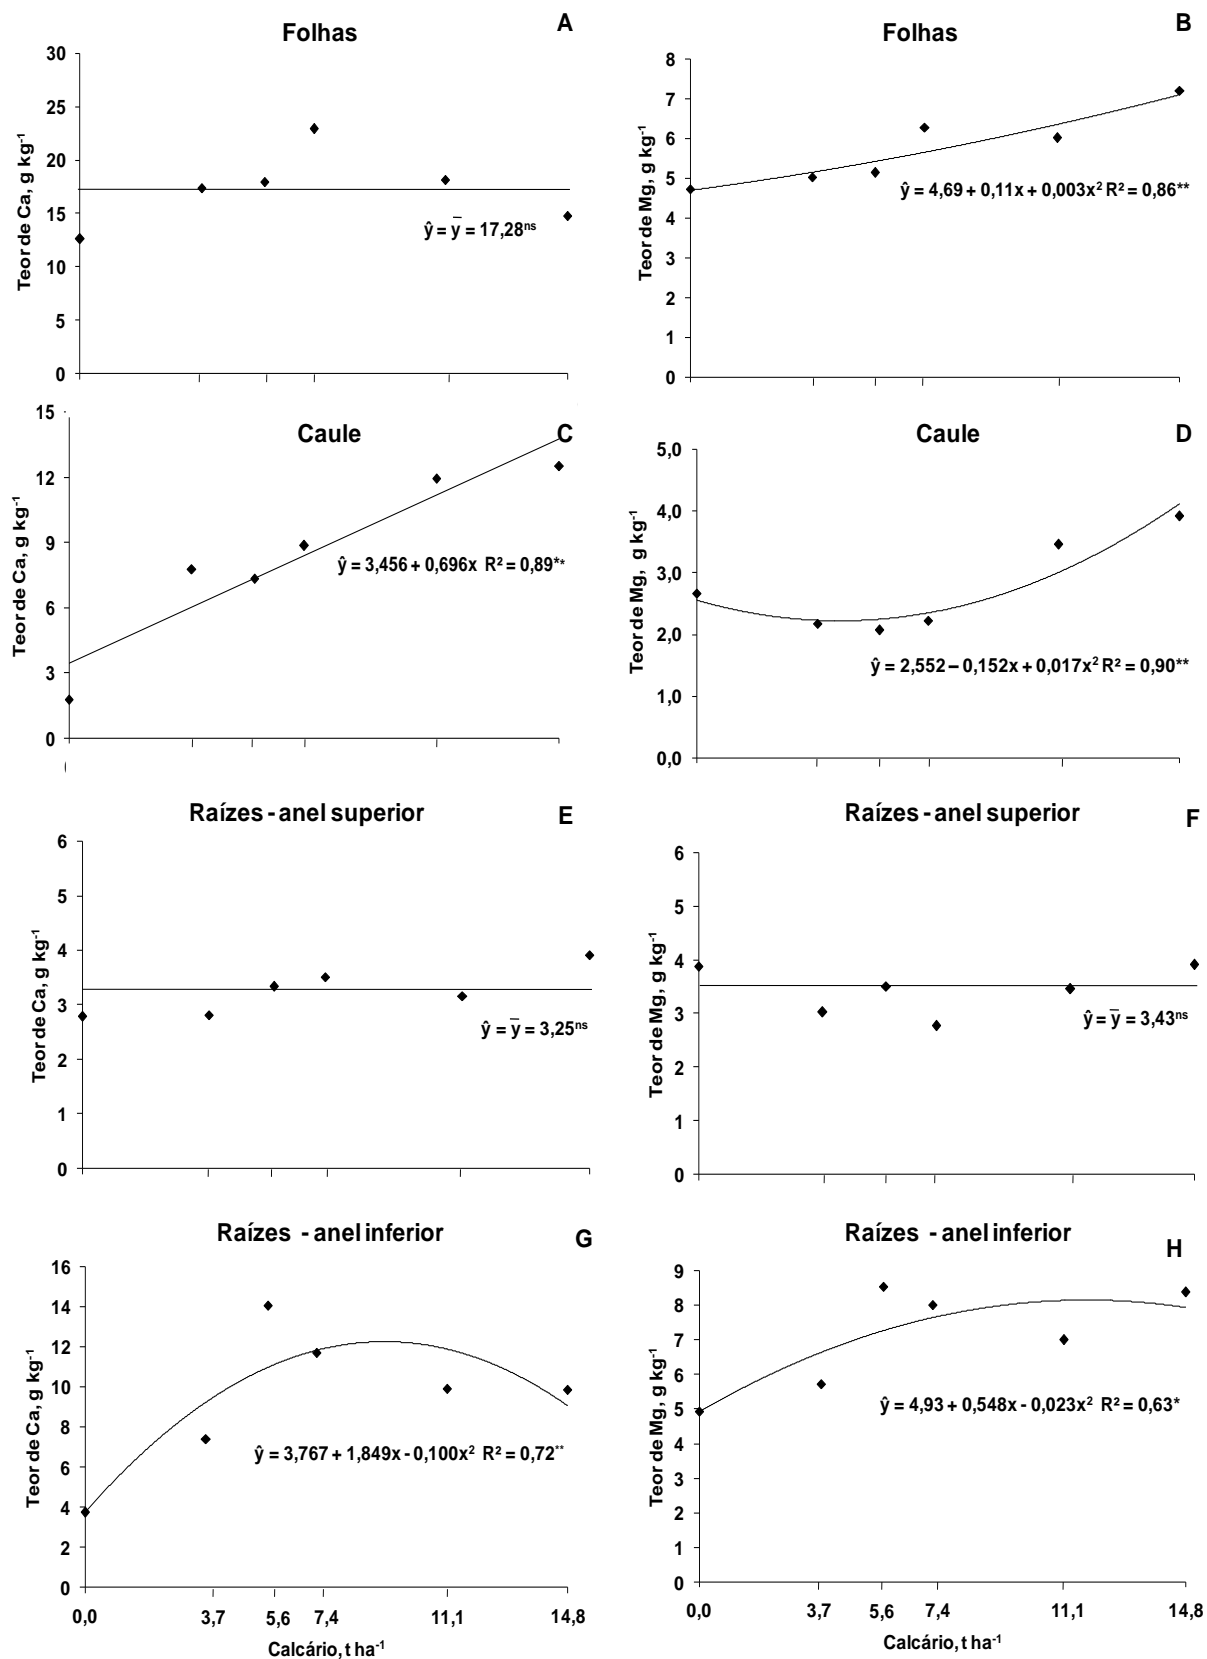 Folhas
A
Teor de Ca, g kg⁻¹
30
25
20
15
10
5
0
ŷ = y̅ = 17,28ⁿˢ
Folhas
B
Teor de Mg, g kg⁻¹
8
7
6
5
4
3
2
1
0
ŷ = 4,69 + 0,11x + 0,003x² R² = 0,86**
Caule
C
Teor de Ca, g kg⁻¹
15
12
9
6
3
0
ŷ = 3,456 + 0,696x R² = 0,89**
Caule
D
Teor de Mg, g kg⁻¹
5,0
4,0
3,0
2,0
1,0
0,0
ŷ = 2,552 – 0,152x + 0,017x² R² = 0,90**
Raízes - anel superior
E
Teor de Ca, g kg⁻¹
6
5
4
3
2
1
0
ŷ = y̅ = 3,25ⁿˢ
Raízes - anel superior
F
Teor de Mg, g kg⁻¹
6
5
4
3
2
1
0
ŷ = y̅ = 3,43ⁿˢ
Raízes - anel inferior
G
Teor de Ca, g kg⁻¹
16
14
12
10
8
6
4
2
0
ŷ = 3,767 + 1,849x - 0,100x² R² = 0,72**
0,0 3,7 5,6 7,4 11,1 14,8
Calcário, t ha⁻¹
Raízes - anel inferior
H
Teor de Mg, g kg⁻¹
9
8
7
6
5
4
3
2
1
0
ŷ = 4,93 + 0,548x - 0,023x² R² = 0,63*
0,0 3,7 5,6 7,4 11,1 14,8
Calcário, t ha⁻¹